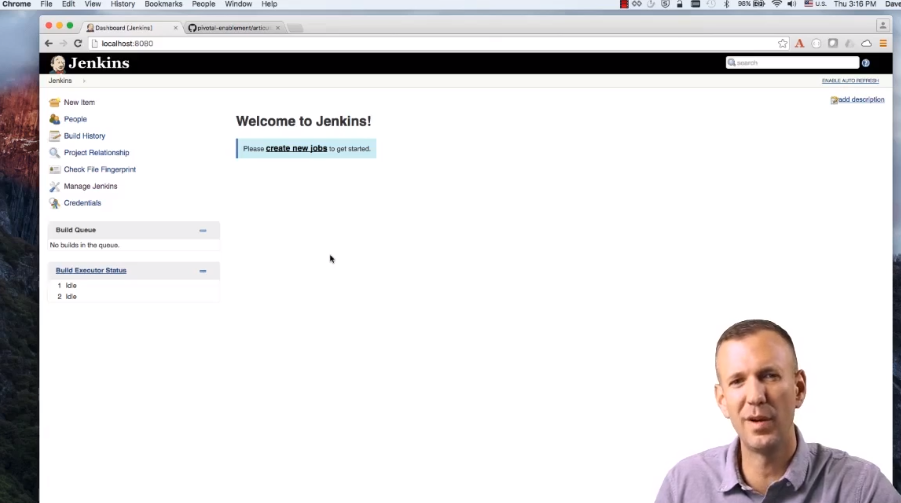 Chrome File Edit View History Bookmarks People Window Help 98% U.S. Thu 3:16 PM Dave
Dashboard [Jenkins] pivotal-enablement/artic
localhost:8080
Jenkins search
Jenkins ENABLE AUTO REFRESH
New Item add description
People
Build History
Project Relationship
Check File Fingerprint
Manage Jenkins
Credentials
Welcome to Jenkins!
Please create new jobs to get started.
Build Queue
No builds in the queue.
Build Executor Status
1 Idle
2 Idle